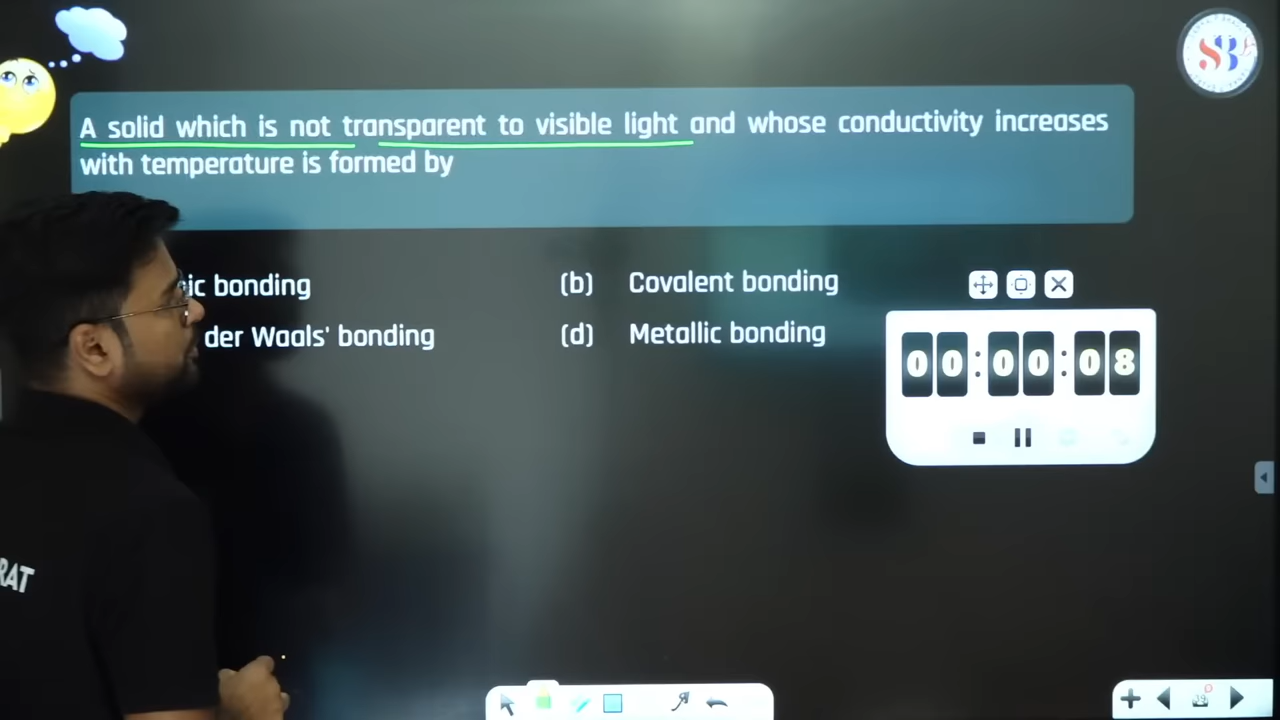 A solid which is not transparent to visible light and whose conductivity increases
with temperature is formed by
bonding
(b) Covalent bonding
der Waals' bonding
(d) Metallic bonding
00:00:08
SB
RAT